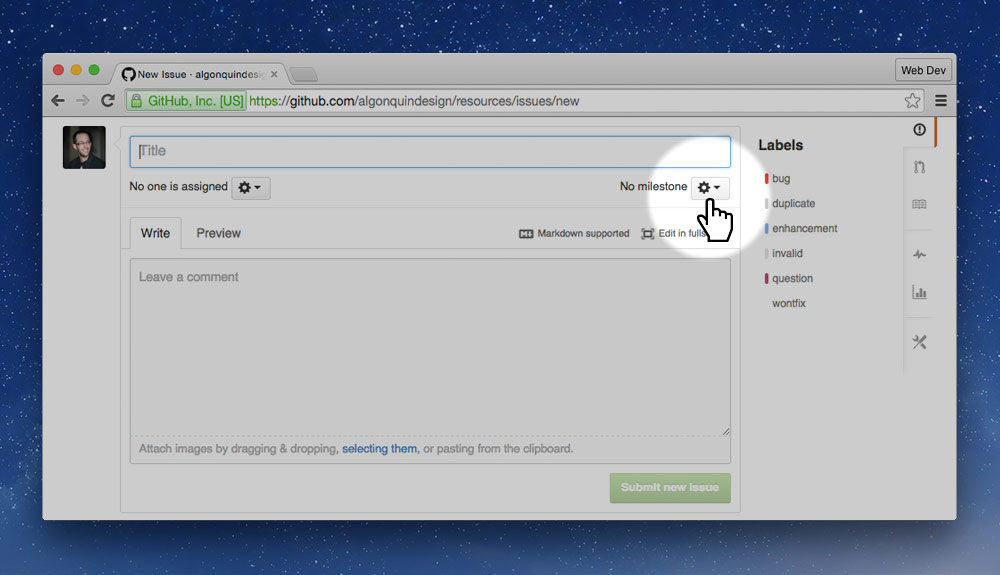 New Issue · algonquindesig
Web Dev
GitHub, Inc. [US] https://github.com/algonquindesign/resources/issues/new
Title
No one is assigned
No milestone
Write Preview
Markdown supported Edit in fulls
Leave a comment
Attach images by dragging & dropping, selecting them, or pasting from the clipboard.
Submit new issue
Labels
bug
duplicate
enhancement
invalid
question
wontfix